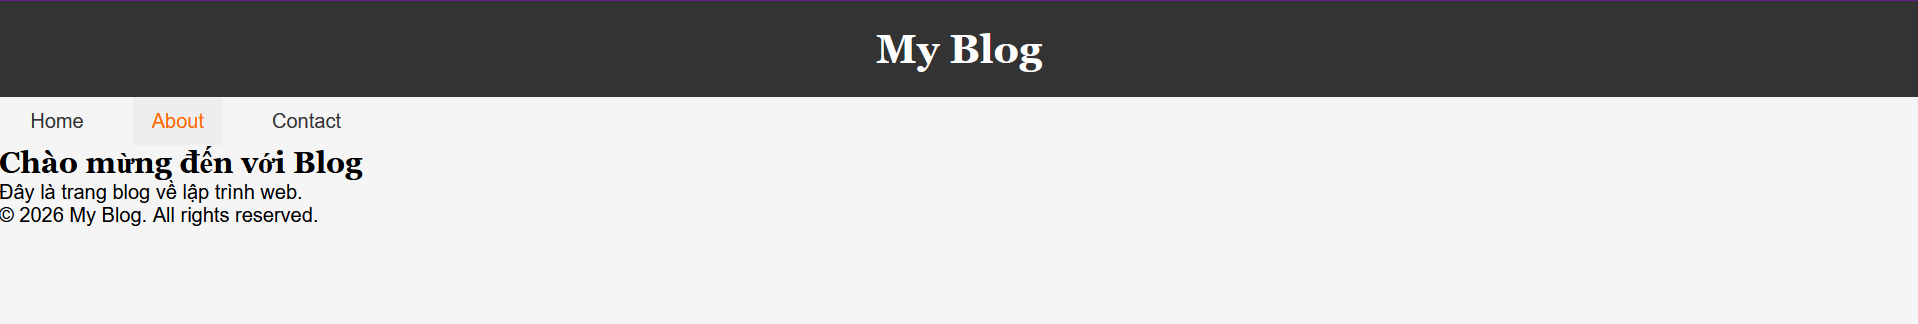 My Blog
Home About Contact
Chào mừng đến với Blog
Đây là trang blog về lập trình web.
© 2026 My Blog. All rights reserved.